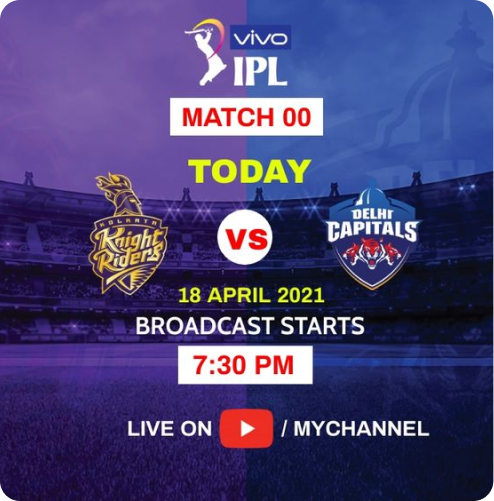 vivo
IPL
MATCH 00
TODAY
KOLKATA
Knight
Riders
VS
DELHI
CAPITALS
18 APRIL 2021
BROADCAST STARTS
7:30 PM
LIVE ON / MYCHANNEL